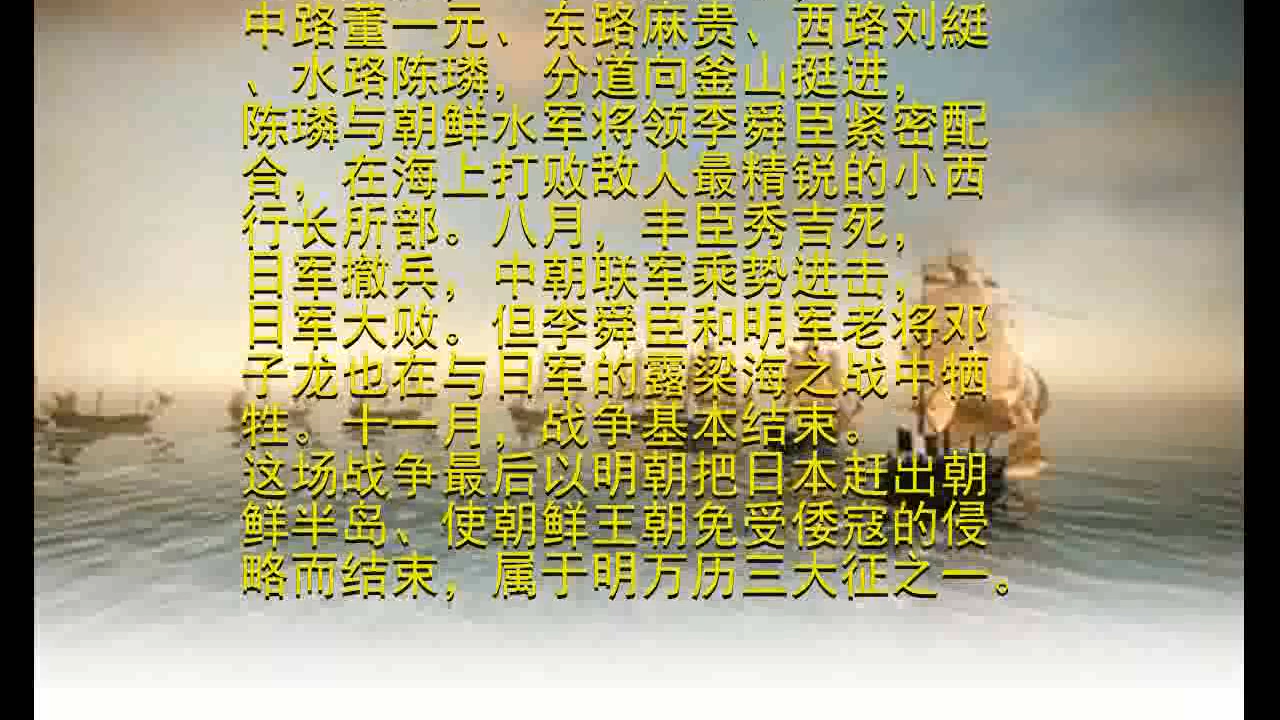 中路董一元、东路麻贵、西路刘綎
、水路陈璘，分道向釜山挺进，
陈璘与朝鲜水军将领李舜臣紧密配
合，在海上打败敌人最精锐的小西
行长所部。八月，丰臣秀吉死，
日军撤兵，中朝联军乘势进击，
日军大败。但李舜臣和明军老将邓
子龙也在与日军的露梁海之战中牺
牲。十一月，战争基本结束。
这场战争最后以明朝把日本赶出朝
鲜半岛、使朝鲜王朝免受倭寇的侵
略而结束，属于明万历三大征之一。